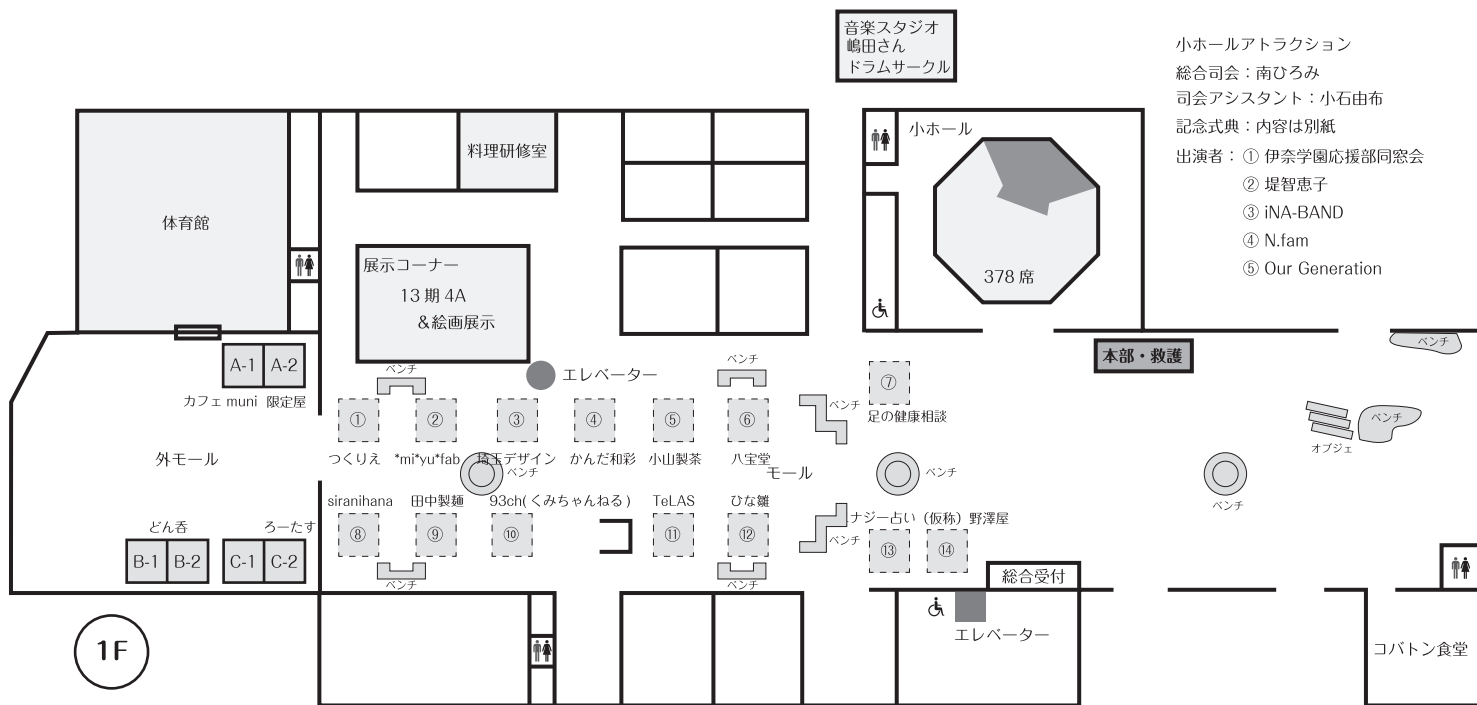 音楽スタジオ
嶋田さん
ドラムサークル
小ホールアトラクション
総合司会：南ひろみ
司会アシスタント：小石由布
記念式典：内容は別紙
出演者：① 伊奈学園応援部同窓会
② 堤智恵子
③ iNA-BAND
④ N.fam
⑤ Our Generation
小ホール
378 席
料理研修室
体育館
展示コーナー
13 期 4A
＆絵画展示
本部・救護
ベンチ
A-1 A-2
カフェ muni 限定屋
ベンチ
エレベーター
ベンチ
⑦
足の健康相談
ベンチ
ベンチ
オブジェ
① ② ③ ④ ⑤ ⑥
つくりえ *mi*yu*fab 埼玉デザイン かんだ和彩 小山製茶 八宝堂
外モール
ベンチ
モール
ベンチ
ベンチ
siranihana 田中製麺 93ch( くみちゃんねる ) TeLAS ひな雛
⑧ ⑨ ⑩ ⑪ ⑫
ベンチ
ベンチ
ベンチ
ナジー占い（仮称）野澤屋
⑬ ⑭
どん呑 ろーたす
B-1 B-2 C-1 C-2
総合受付
エレベーター
コバトン食堂
1F